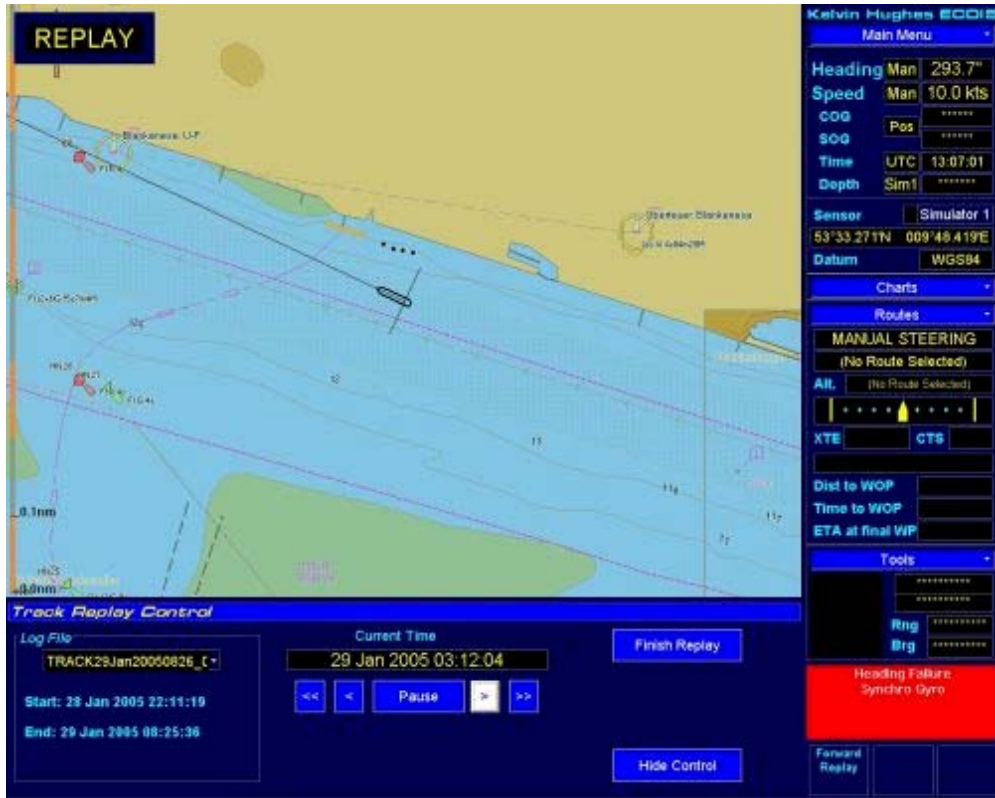 REPLAY
Blankenese U-F
0.1nm
0.0nm
12
11
Kelvin Hughes ECDIS
Main Menu
Heading Man 293.7°
Speed Man 10.0 kts
COG ******
Pos
SOG ******
Time UTC 13:07:01
Depth Sim1 *******
Sensor Simulator 1
53°33.271'N 009°48.419'E
Datum WGS84
Charts
Routes
MANUAL STEERING
(No Route Selected)
Alt. (No Route Selected)
XTE CTS
Dist to WOP
Time to WOP
ETA at final WP
Tools
**********
**********
Rng **********
Brg **********
Heading Failure
Synchro Gyro
Forward
Replay
Track Replay Control
Log File
TRACK29Jan20050826_
Start: 28 Jan 2005 22:11:19
End: 29 Jan 2005 08:25:36
Current Time
29 Jan 2005 03:12:04
<< < Pause > >>
Finish Replay
Hide Control